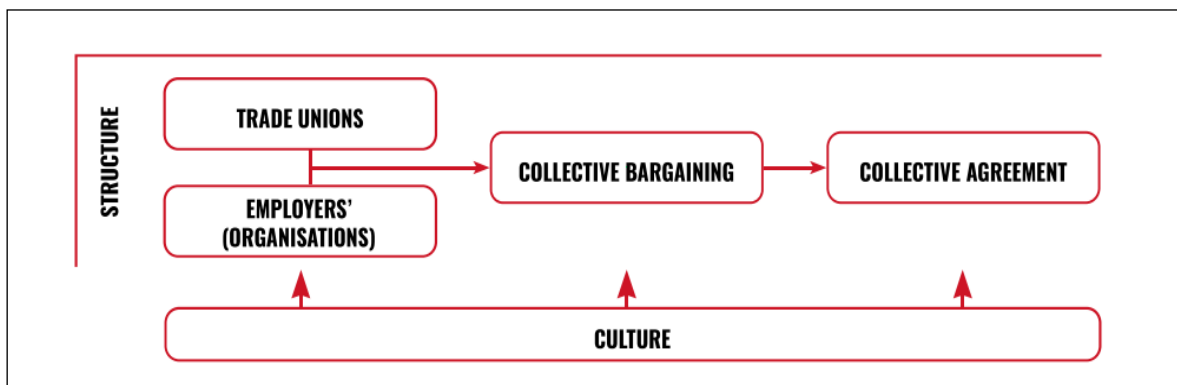 STRUCTURE
TRADE UNIONS
EMPLOYERS'
(ORGANISATIONS)
COLLECTIVE BARGAINING
COLLECTIVE AGREEMENT
CULTURE